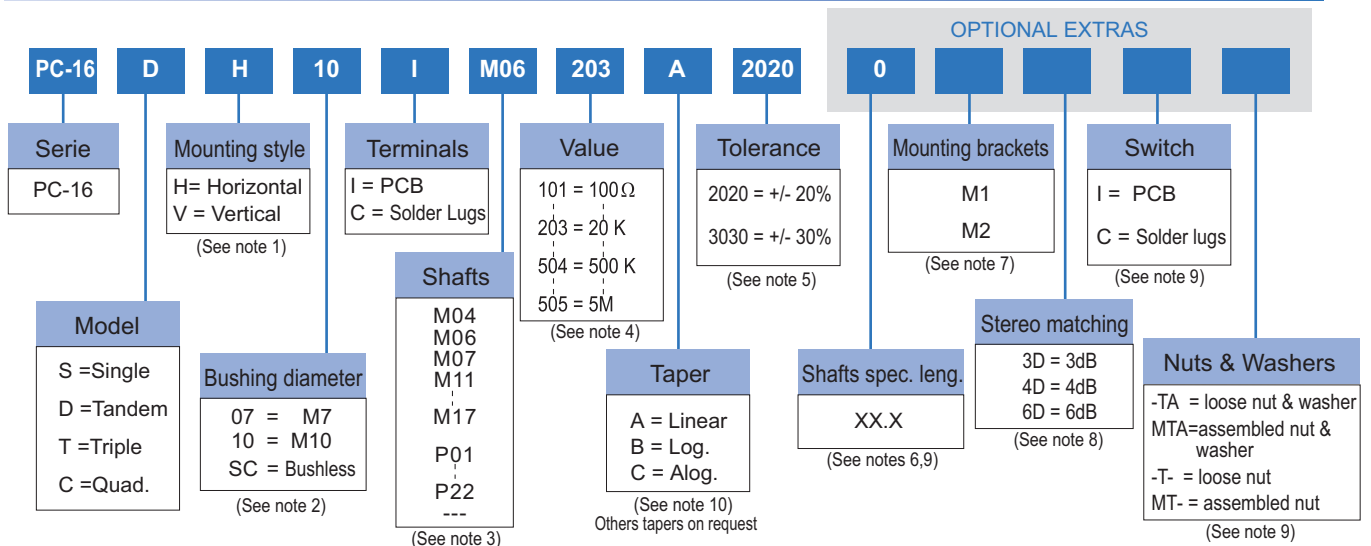 OPTIONAL EXTRAS
PC-16 D H 10 I M06 203 A 2020 0
Serie
PC-16
Mounting style
H= Horizontal
V = Vertical
(See note 1)
Terminals
I = PCB
C = Solder Lugs
Value
101 = 100Ω
203 = 20 K
504 = 500 K
505 = 5M
(See note 4)
Tolerance
2020 = +/- 20%
3030 = +/- 30%
(See note 5)
Mounting brackets
M1
M2
(See note 7)
Switch
I = PCB
C = Solder lugs
(See note 9)
Model
S =Single
D =Tandem
T =Triple
C =Quad.
Bushing diameter
07 = M7
10 = M10
SC = Bushless
(See note 2)
Shafts
M04
M06
M07
M11
M17
P01
P22
---
(See note 3)
Taper
A = Linear
B = Log.
C = Alog.
(See note 10)
Others tapers on request
Shafts spec. leng.
XX.X
(See notes 6,9)
Stereo matching
3D = 3dB
4D = 4dB
6D = 6dB
(See note 8)
Nuts & Washers
-TA = loose nut & washer
MTA=assembled nut &
washer
-T- = loose nut
MT- = assembled nut
(See note 9)